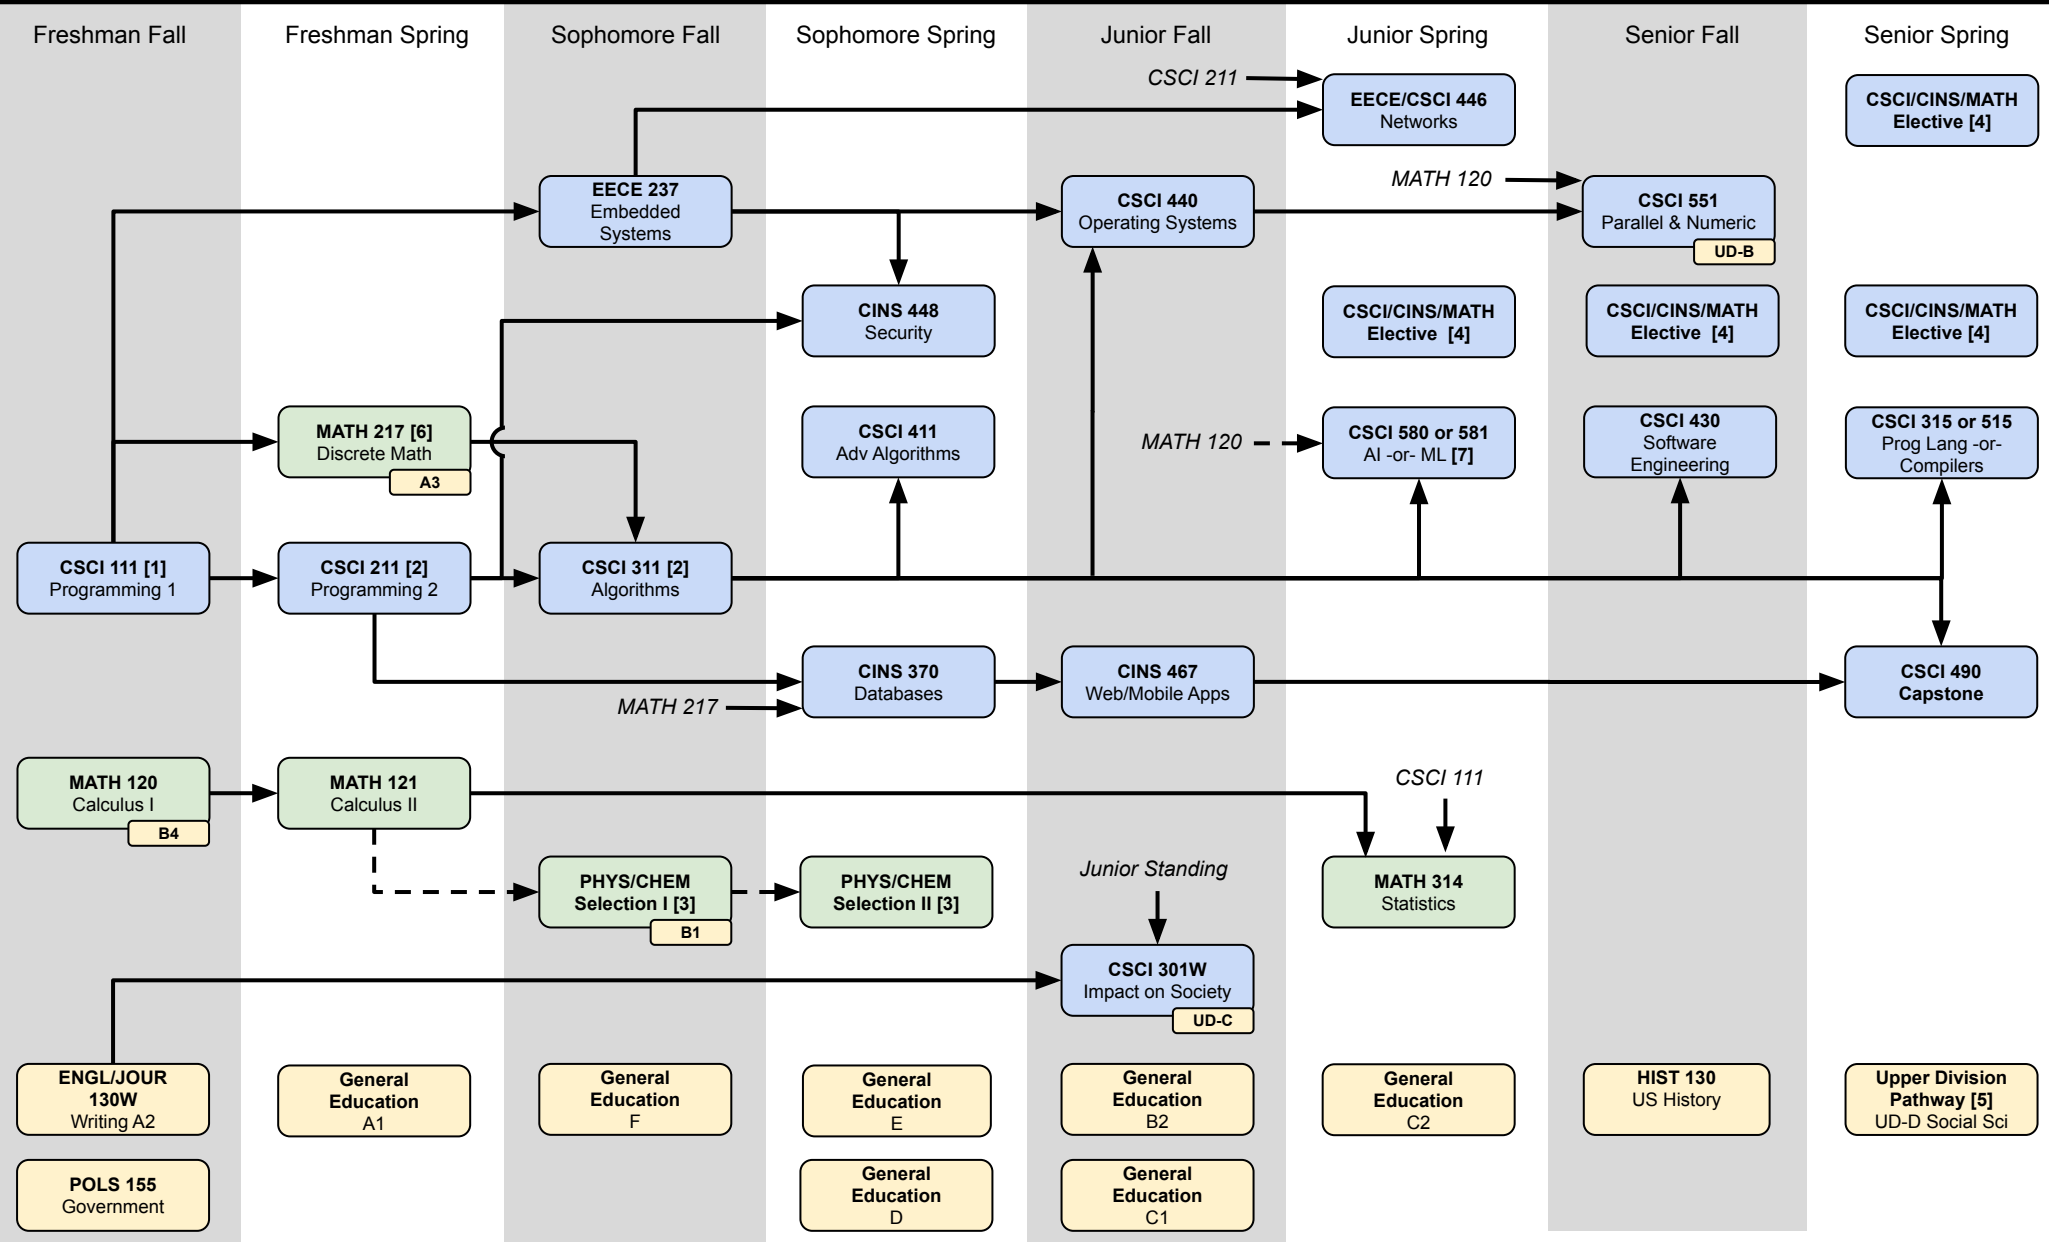 Freshman Fall
Freshman Spring
Sophomore Fall
Sophomore Spring
Junior Fall
Junior Spring
Senior Fall
Senior Spring
CSCI 211
EECE/CSCI 446
Networks
CSCI/CINS/MATH
Elective [4]
EECE 237
Embedded
Systems
CSCI 440
Operating Systems
MATH 120
CSCI 551
Parallel & Numeric
UD-B
CINS 448
Security
CSCI/CINS/MATH
Elective [4]
CSCI/CINS/MATH
Elective [4]
CSCI/CINS/MATH
Elective [4]
MATH 217 [6]
Discrete Math
A3
CSCI 411
Adv Algorithms
MATH 120
CSCI 580 or 581
AI -or- ML [7]
CSCI 430
Software
Engineering
CSCI 315 or 515
Prog Lang -or-
Compilers
CSCI 111 [1]
Programming 1
CSCI 211 [2]
Programming 2
CSCI 311 [2]
Algorithms
MATH 217
CINS 370
Databases
CINS 467
Web/Mobile Apps
CSCI 490
Capstone
MATH 120
Calculus I
B4
MATH 121
Calculus II
CSCI 111
PHYS/CHEM
Selection I [3]
B1
PHYS/CHEM
Selection II [3]
Junior Standing
MATH 314
Statistics
CSCI 301W
Impact on Society
UD-C
ENGL/JOUR
130W
Writing A2
General
Education
A1
General
Education
F
General
Education
E
General
Education
B2
General
Education
C2
HIST 130
US History
Upper Division
Pathway [5]
UD-D Social Sci
POLS 155
Government
General
Education
D
General
Education
C1